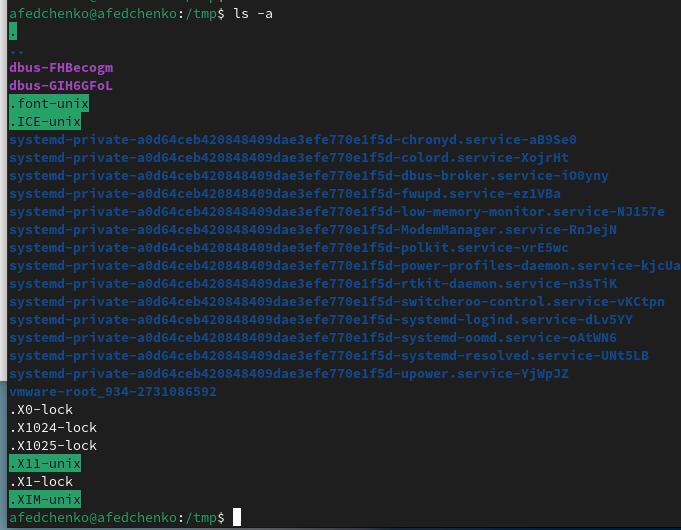 afedchenko@afedchenko:/tmp$ ls -a
.
..
dbus-FHBecogm
dbus-GIH6GFoL
.font-unix
.ICE-unix
systemd-private-a0d64ceb420848409dae3efe770e1f5d-chronyd.service-aB9Se0
systemd-private-a0d64ceb420848409dae3efe770e1f5d-colord.service-XojrHt
systemd-private-a0d64ceb420848409dae3efe770e1f5d-dbus-broker.service-iO0yny
systemd-private-a0d64ceb420848409dae3efe770e1f5d-fwupd.service-ez1VBa
systemd-private-a0d64ceb420848409dae3efe770e1f5d-low-memory-monitor.service-NJ157e
systemd-private-a0d64ceb420848409dae3efe770e1f5d-ModemManager.service-RnJejN
systemd-private-a0d64ceb420848409dae3efe770e1f5d-polkit.service-vrE5wc
systemd-private-a0d64ceb420848409dae3efe770e1f5d-power-profiles-daemon.service-kjcUa
systemd-private-a0d64ceb420848409dae3efe770e1f5d-rtkit-daemon.service-n3sTiK
systemd-private-a0d64ceb420848409dae3efe770e1f5d-switcheroo-control.service-vKCtpn
systemd-private-a0d64ceb420848409dae3efe770e1f5d-systemd-logind.service-dLv5YY
systemd-private-a0d64ceb420848409dae3efe770e1f5d-systemd-oomd.service-oAtWN6
systemd-private-a0d64ceb420848409dae3efe770e1f5d-systemd-resolved.service-UNt5LB
systemd-private-a0d64ceb420848409dae3efe770e1f5d-upower.service-YjWpJZ
vmware-root_934-2731086592
.X0-lock
.X1024-lock
.X1025-lock
.X11-unix
.X1-lock
.XIM-unix
afedchenko@afedchenko:/tmp$